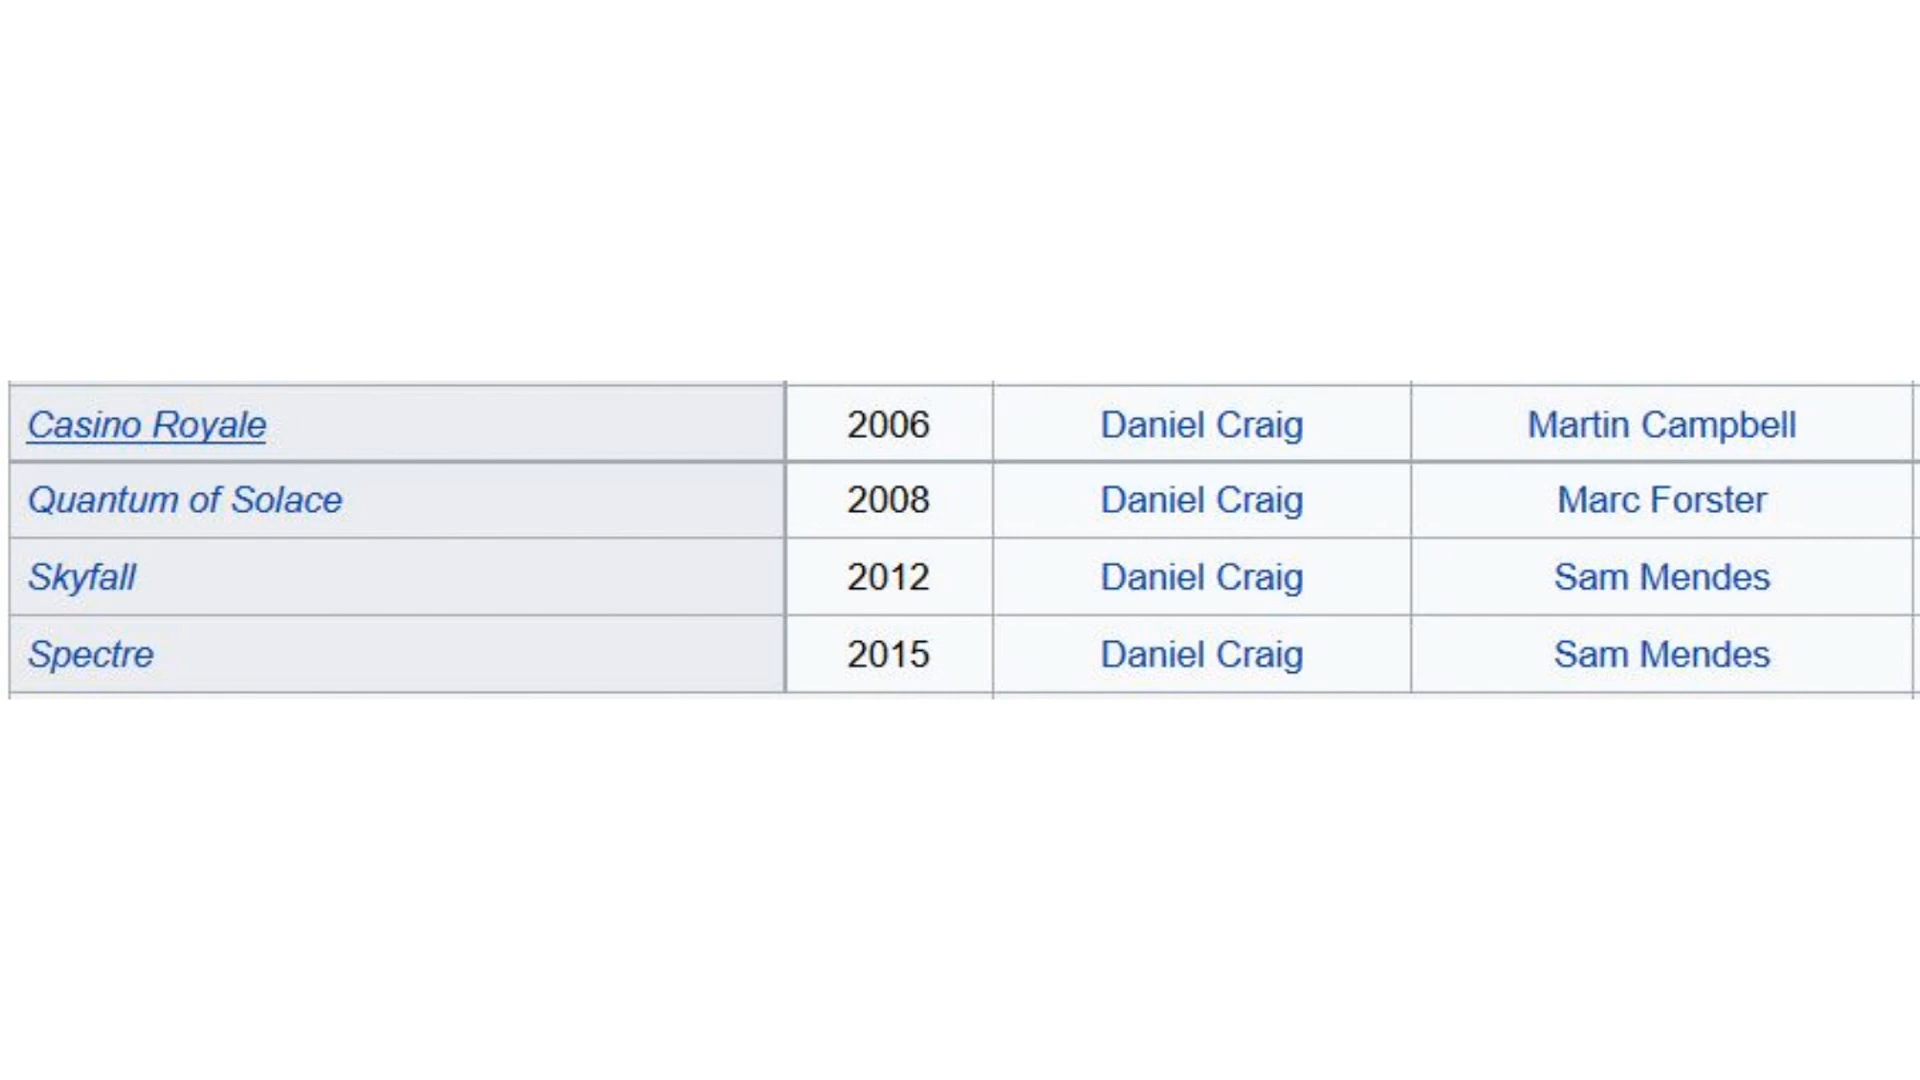 Casino Royale 2006 Daniel Craig Martin Campbell
Quantum of Solace 2008 Daniel Craig Marc Forster
Skyfall 2012 Daniel Craig Sam Mendes
Spectre 2015 Daniel Craig Sam Mendes